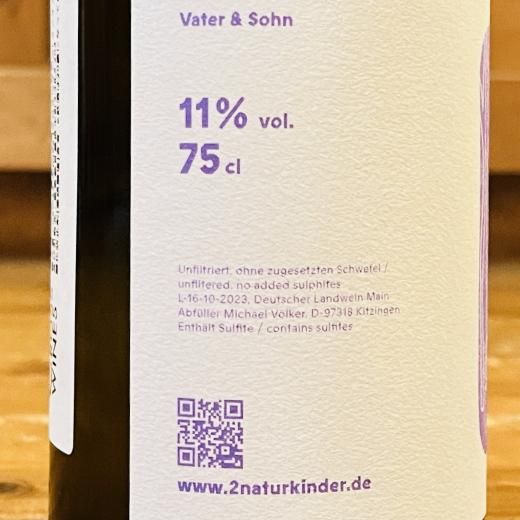 Vater & Sohn
11% vol.
75 cl
Unfiltriert, ohne zugesetzten Schwefel /
unfiltered, no added sulphites
L-16-10-2023, Deutscher Landwein Main
Abfüller Michael Völker, D-97318 Kitzingen
Enthält Sulfite / contains sulfites
www.2naturkinder.de
WINES